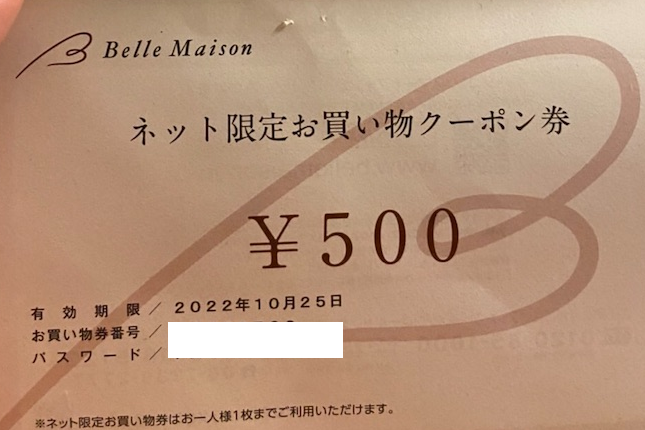 Belle Maison
ネット限定お買い物クーポン券
¥500
有効期限／2022年10月25日
お買い物券番号／
パスワード／
※ネット限定お買い物券はお一人様1枚までご利用いただけます。